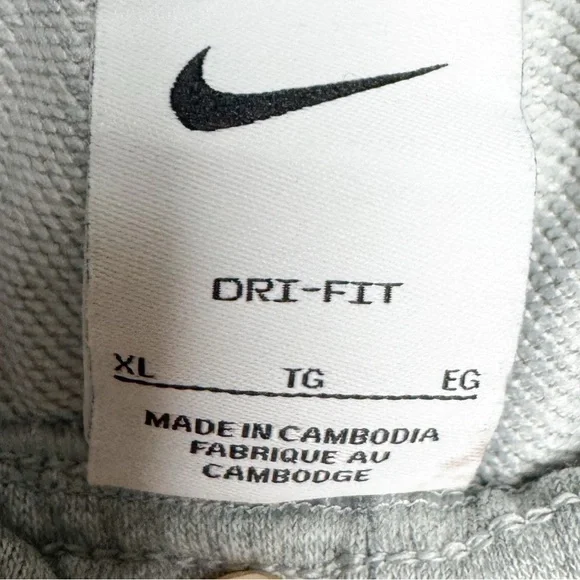 DRI-FIT
XL TG EG
MADE IN CAMBODIA
FABRIQUE AU
CAMBODGE